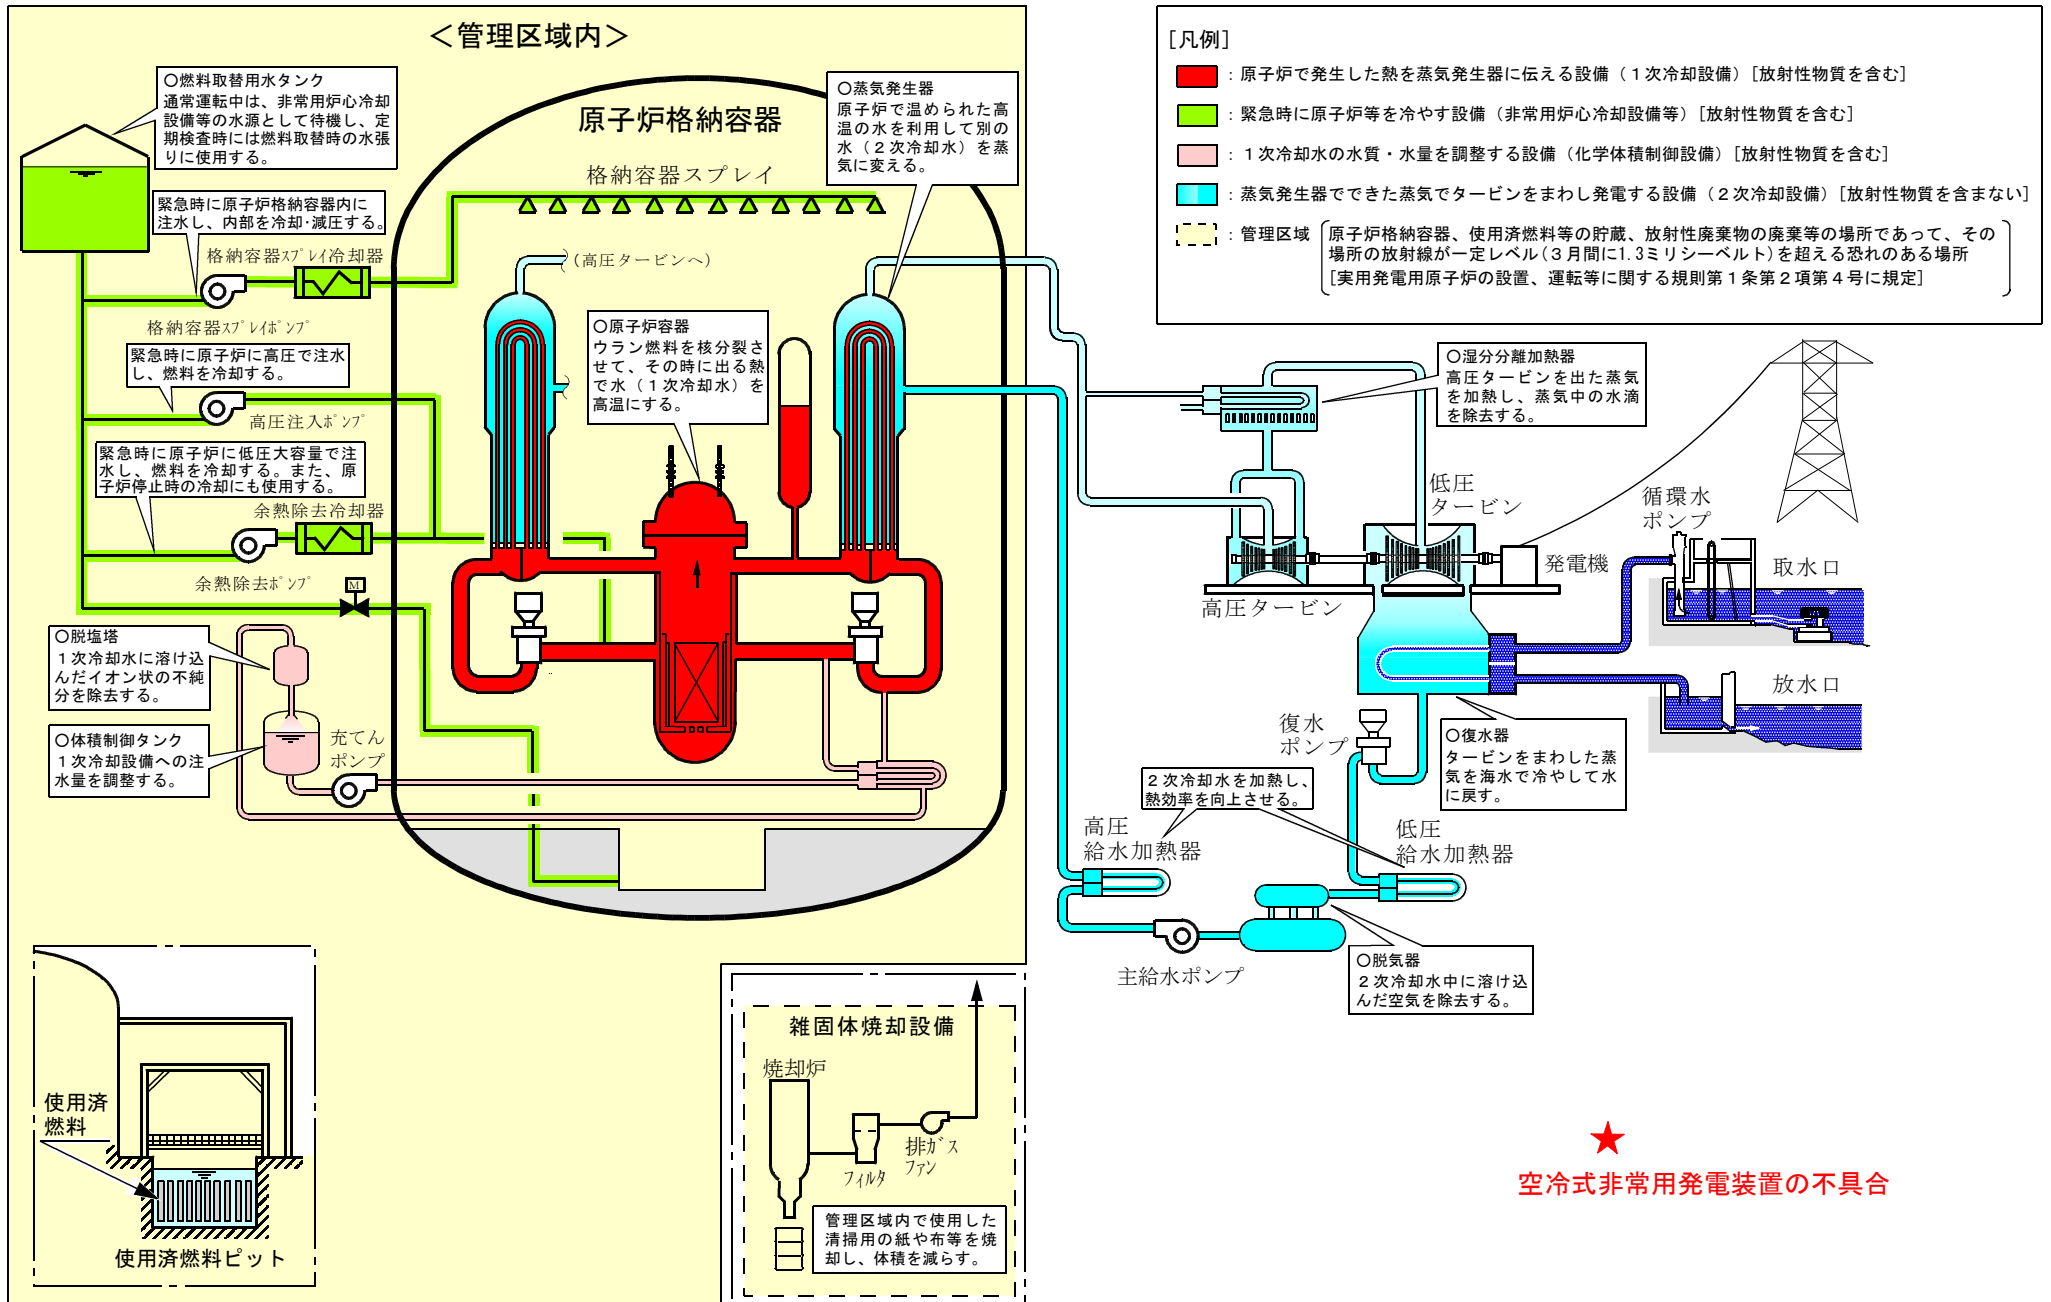 ＜管理区域内＞
○燃料取替用水タンク
通常運転中は、非常用炉心冷却
設備等の水源として待機し、定
期検査時には燃料取替時の水張
りに使用する。
緊急時に原子炉格納容器内に
注水し、内部を冷却・減圧する。
格納容器ｽﾌﾟﾚｲ冷却器
格納容器ｽﾌﾟﾚｲﾎﾟﾝﾌﾟ
緊急時に原子炉に高圧で注水
し、燃料を冷却する。
高圧注入ﾎﾟﾝﾌﾟ
緊急時に原子炉に低圧大容量で注
水し、燃料を冷却する。また、原
子炉停止時の冷却にも使用する。
余熱除去冷却器
余熱除去ﾎﾟﾝﾌﾟ
M
○脱塩塔
１次冷却水に溶け込
んだイオン状の不純
分を除去する。
○体積制御タンク
１次冷却設備への注
水量を調整する。
充てん
ポンプ
原子炉格納容器
格納容器スプレイ
○蒸気発生器
原子炉で温められた高
温の水を利用して別の
水（２次冷却水）を蒸
気に変える。
（高圧タービンへ）
○原子炉容器
ウラン燃料を核分裂さ
せて、その時に出る熱
で水（１次冷却水）を
高温にする。
[凡例]
：原子炉で発生した熱を蒸気発生器に伝える設備（１次冷却設備）[放射性物質を含む]
：緊急時に原子炉等を冷やす設備（非常用炉心冷却設備等）[放射性物質を含む]
：１次冷却水の水質・水量を調整する設備（化学体積制御設備）[放射性物質を含む]
：蒸気発生器でできた蒸気でタービンをまわし発電する設備（２次冷却設備）[放射性物質を含まない]
：管理区域
原子炉格納容器、使用済燃料等の貯蔵、放射性廃棄物の廃棄等の場所であって、その
場所の放射線が一定レベル(３月間に1.3ミリシーベルト)を超える恐れのある場所
[実用発電用原子炉の設置、運転等に関する規則第１条第２項第４号に規定]
○湿分分離加熱器
高圧タービンを出た蒸気
を加熱し、蒸気中の水滴
を除去する。
低圧
タービン
循環水
ポンプ
発電機
取水口
高圧タービン
放水口
復水
ポンプ
○復水器
タービンをまわした蒸
気を海水で冷やして水
に戻す。
２次冷却水を加熱し、
熱効率を向上させる。
高圧
給水加熱器
低圧
給水加熱器
主給水ポンプ
○脱気器
２次冷却水中に溶け込
んだ空気を除去する。
使用済
燃料
使用済燃料ピット
雑固体焼却設備
焼却炉
フィルタ
排ガス
ファン
管理区域内で使用した
清掃用の紙や布等を焼
却し、体積を減らす。
★
空冷式非常用発電装置の不具合